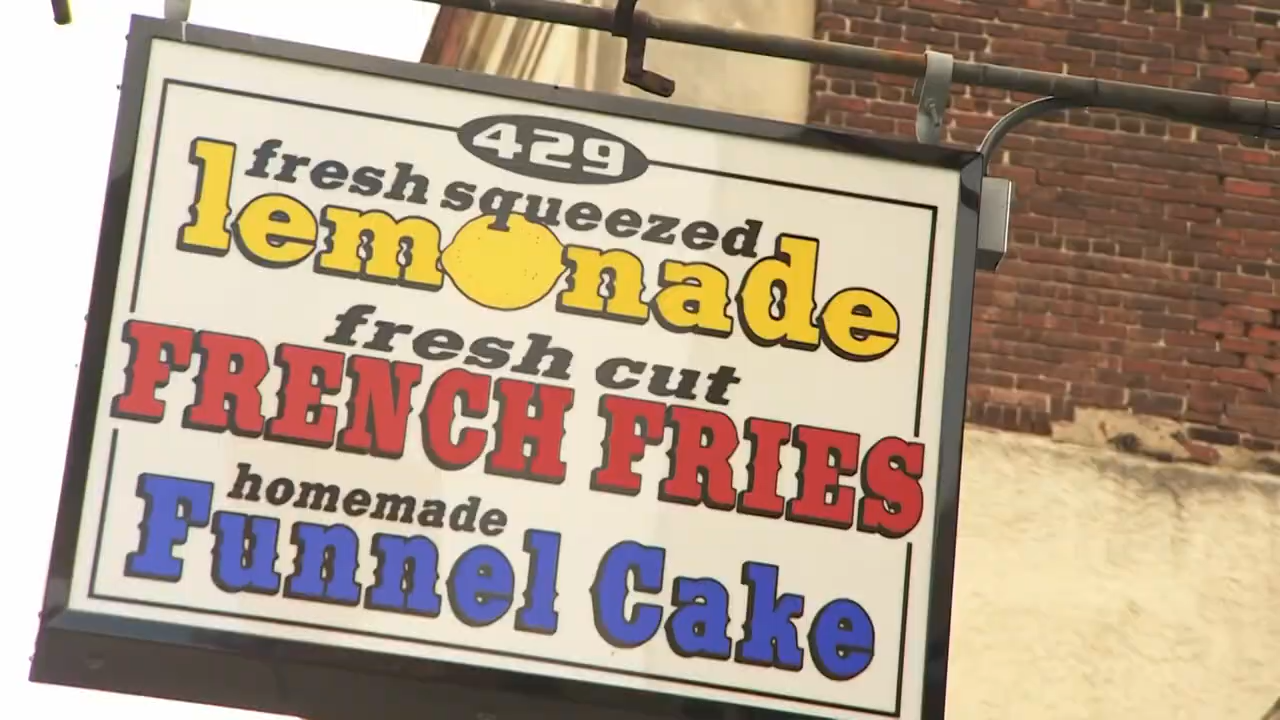 429
fresh squeezed
lemonade
fresh cut
FRENCH FRIES
homemade
Funnel Cake